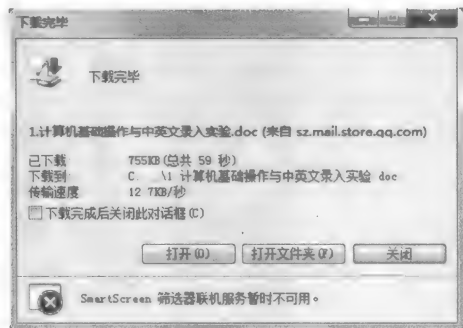 下载完毕
下载完毕
1.计算机基础操作与中英文录入实验.doc (来自 sz.mail.store.qq.com)
已下载 755KB(总共 59 秒)
下载到 C ...\1 计算机基础操作与中英文录入实验 doc
传输速度 12 7KB/秒
下载完成后关闭此对话框(C)
打开(O) 打开文件夹(F) 关闭
SmartScreen 筛选器联机服务暂时不可用。